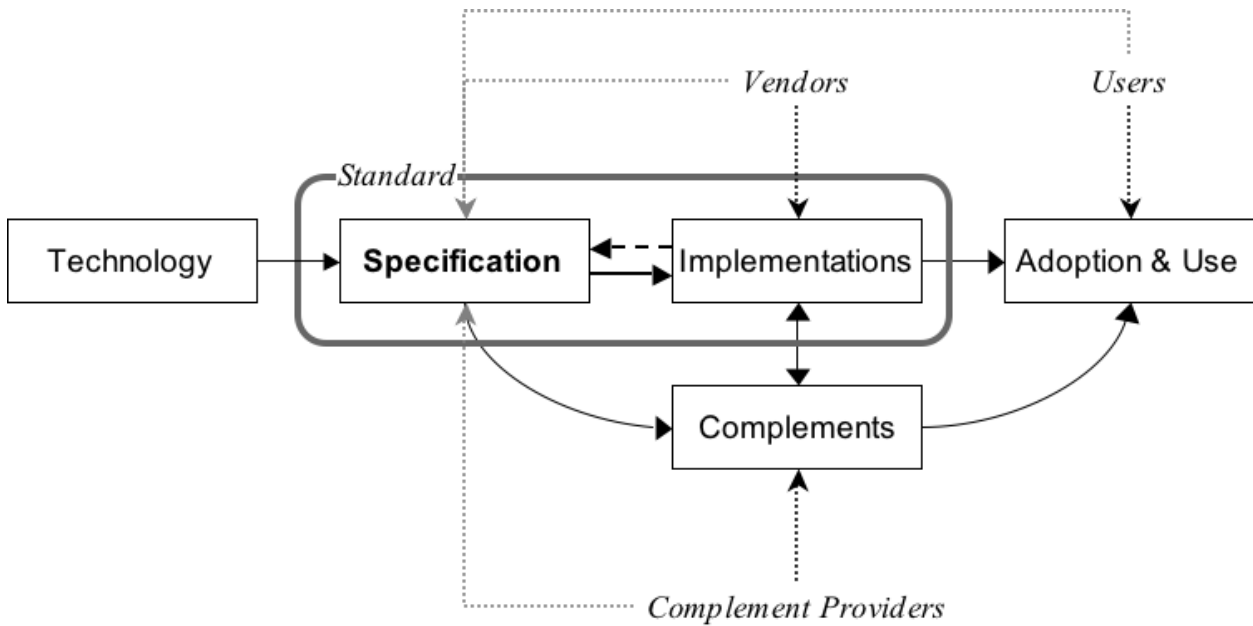 Vendors
Users
Standard
Technology
Specification
Implementations
Adoption & Use
Complements
Complement Providers